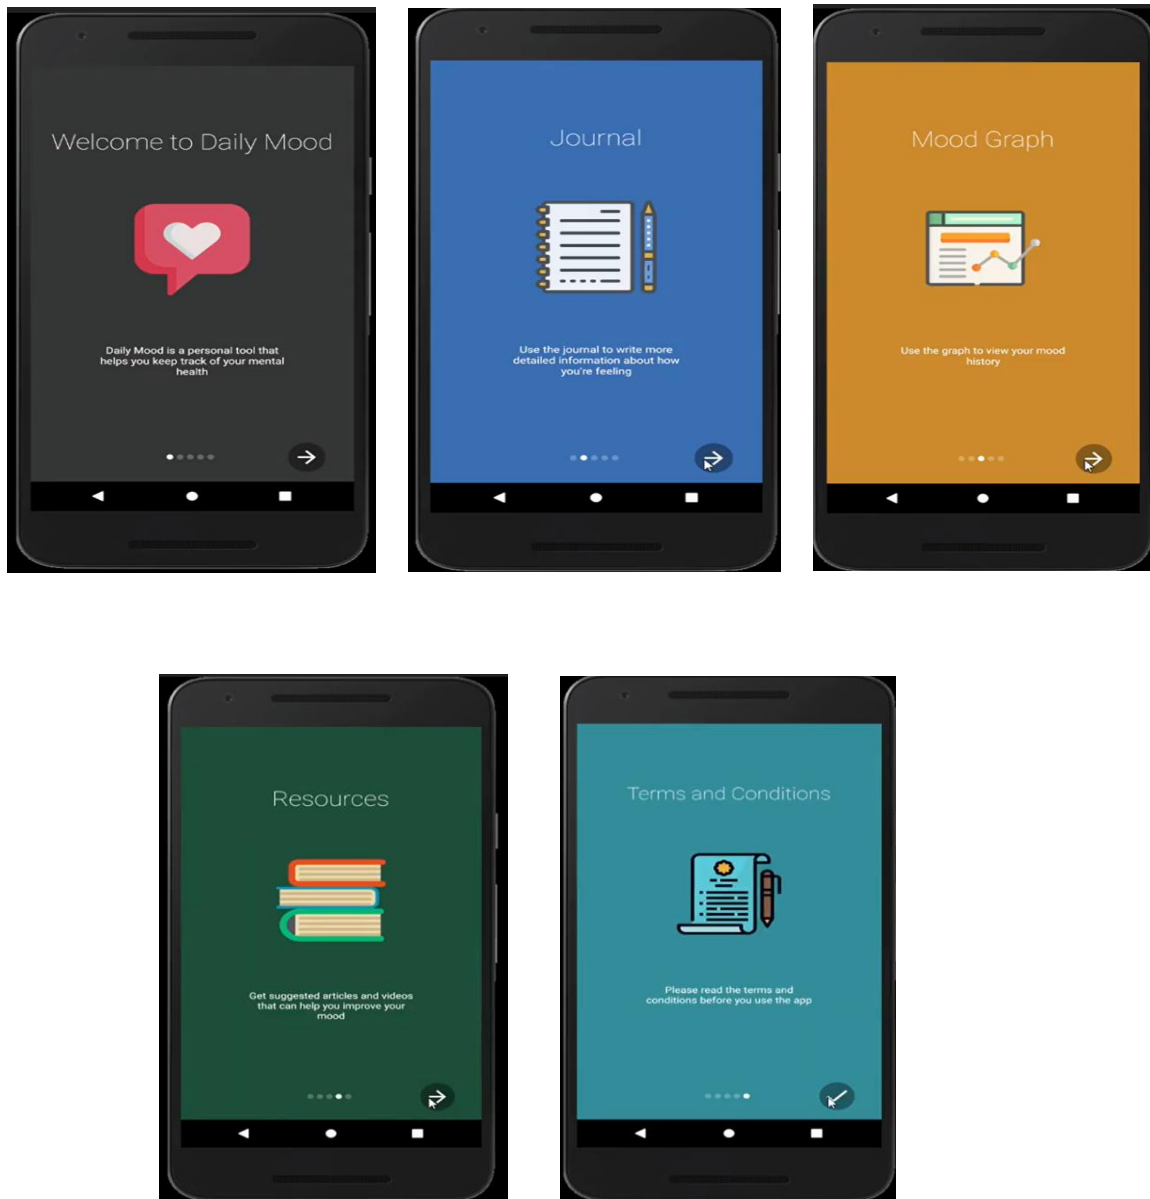 Welcome to Daily Mood
Daily Mood is a personal tool that
helps you keep track of your mental
health
Journal
Use the journal to write more
detailed information about how
you're feeling
Mood Graph
Use the graph to view your mood
history
Resources
Get suggested articles and videos
that can help you improve your
mood
Terms and Conditions
Please read the terms and
conditions before you use the app